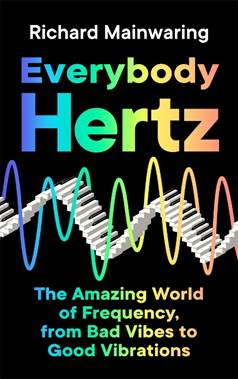 Richard Mainwaring
Everybody
Hertz
The Amazing World
of Frequency,
from Bad Vibes to
Good Vibrations